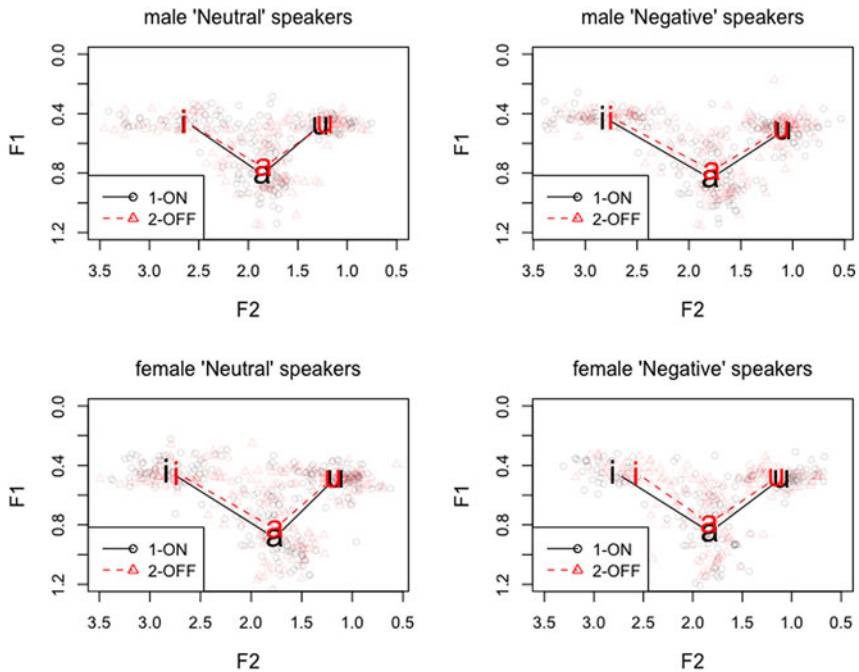 male 'Neutral' speakers
F1
0.0
0.4
0.8
1.2
i
u
a
i
u
a
1-ON
2-OFF
3.5 3.0 2.5 2.0 1.5 1.0 0.5
F2
male 'Negative' speakers
F1
0.0
0.4
0.8
1.2
i
u
a
i
u
a
1-ON
2-OFF
3.5 3.0 2.5 2.0 1.5 1.0 0.5
F2
female 'Neutral' speakers
F1
0.0
0.4
0.8
1.2
i
u
a
i
u
a
1-ON
2-OFF
3.5 3.0 2.5 2.0 1.5 1.0 0.5
F2
female 'Negative' speakers
F1
0.0
0.4
0.8
1.2
i
u
a
i
u
a
1-ON
2-OFF
3.5 3.0 2.5 2.0 1.5 1.0 0.5
F2